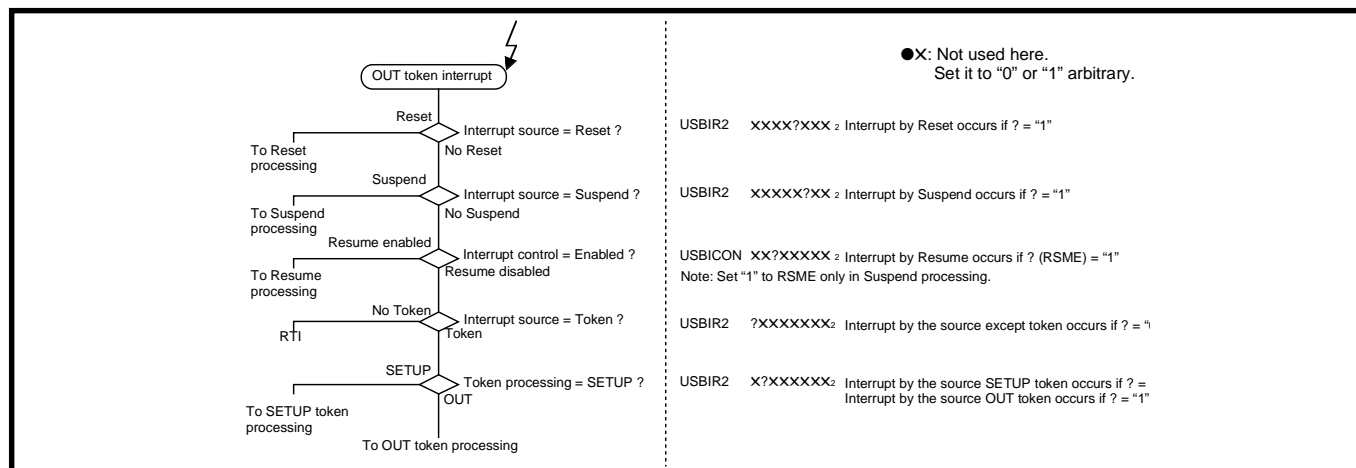 OUT token interrupt
Reset
Interrupt source = Reset ?
To Reset
processing
No Reset
Suspend
Interrupt source = Suspend ?
To Suspend
processing
No Suspend
Resume enabled
Interrupt control = Enabled ?
To Resume
processing
Resume disabled
No Token
Interrupt source = Token ?
RTI
Token
SETUP
Token processing = SETUP ?
To SETUP token
processing
OUT
To OUT token processing
●X: Not used here.
Set it to “0” or “1” arbitrary.
USBIR2 XXXX?XXX 2 Interrupt by Reset occurs if ? = “1”
USBIR2 XXXXX?XX 2 Interrupt by Suspend occurs if ? = “1”
USBICON XX?XXXXX 2 Interrupt by Resume occurs if ? (RSME) = “1”
Note: Set “1” to RSME only in Suspend processing.
USBIR2 ?XXXXXXX2 Interrupt by the source except token occurs if ? = “
USBIR2 X?XXXXXX2 Interrupt by the source SETUP token occurs if ? =
Interrupt by the source OUT token occurs if ? = “1”